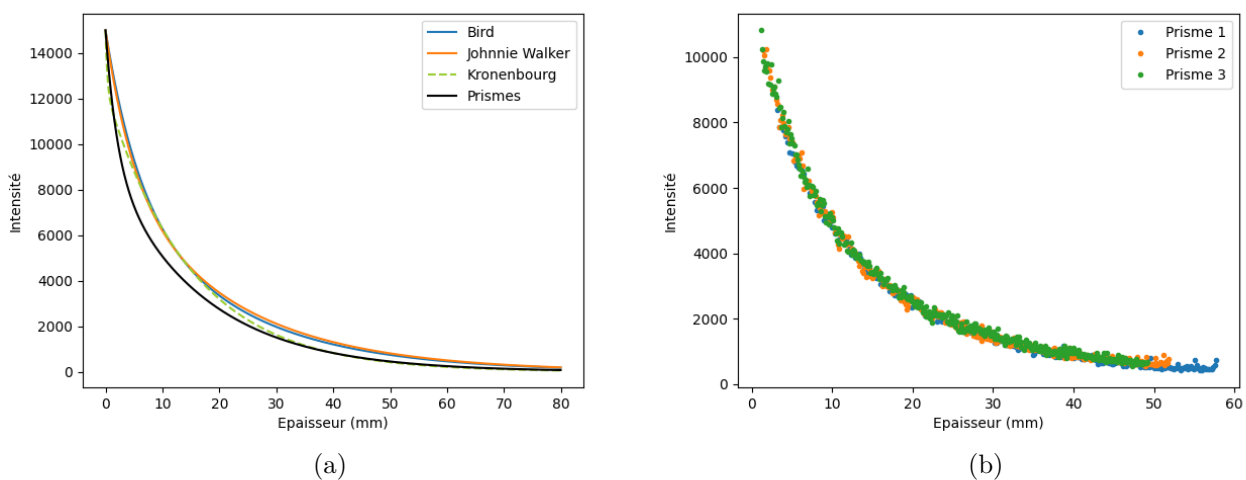 14000
12000
10000
8000
6000
4000
2000
0
Intensité
0 10 20 30 40 50 60 70 80
Epaisseur (mm)
Bird
Johnnie Walker
Kronenbourg
Prismes
(a)
10000
8000
6000
4000
2000
0
Intensité
0 10 20 30 40 50 60
Epaisseur (mm)
Prisme 1
Prisme 2
Prisme 3
(b)